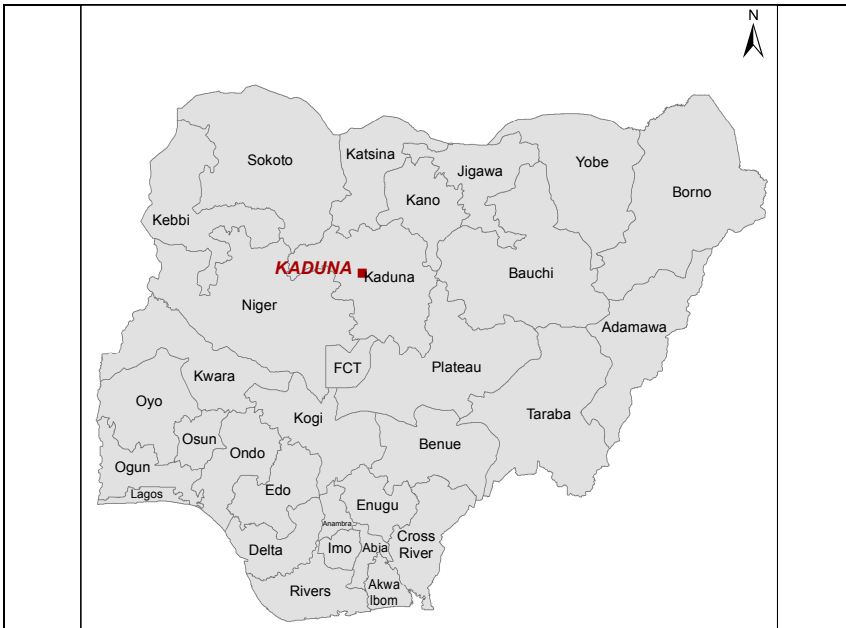 N
Sokoto
Katsina
Jigawa
Yobe
Borno
Kano
Kebbi
KADUNA
Kaduna
Bauchi
Niger
Adamawa
FCT
Plateau
Kwara
Oyo
Kogi
Taraba
Osun
Ondo
Benue
Ogun
Lagos
Edo
Enugu
Anambra
Delta
Imo
Abia
Cross
River
Rivers
Akwa
Ibom